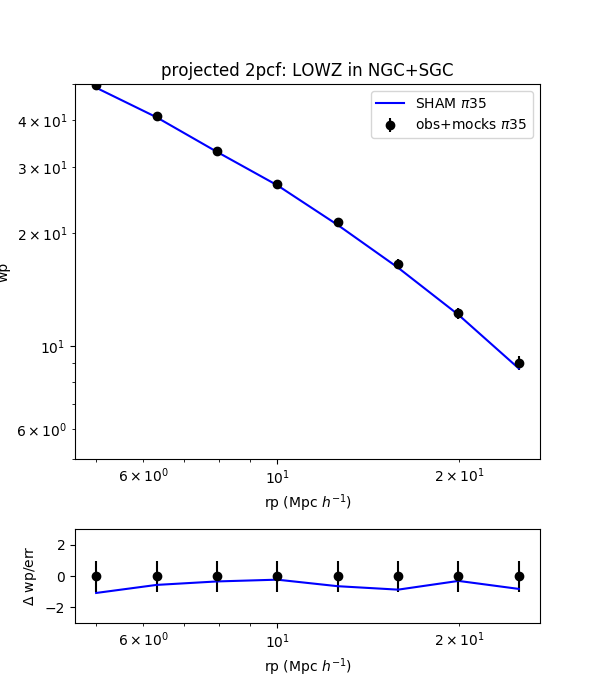 projected 2pcf: LOWZ in NGC+SGC
SHAM π35
obs+mocks π35
4 × 10¹
3 × 10¹
2 × 10¹
10¹
6 × 10⁰
wp
6 × 10⁰ 10¹ 2 × 10¹
rp (Mpc h⁻¹)
2
0
−2
Δ wp/err
6 × 10⁰ 10¹ 2 × 10¹
rp (Mpc h⁻¹)